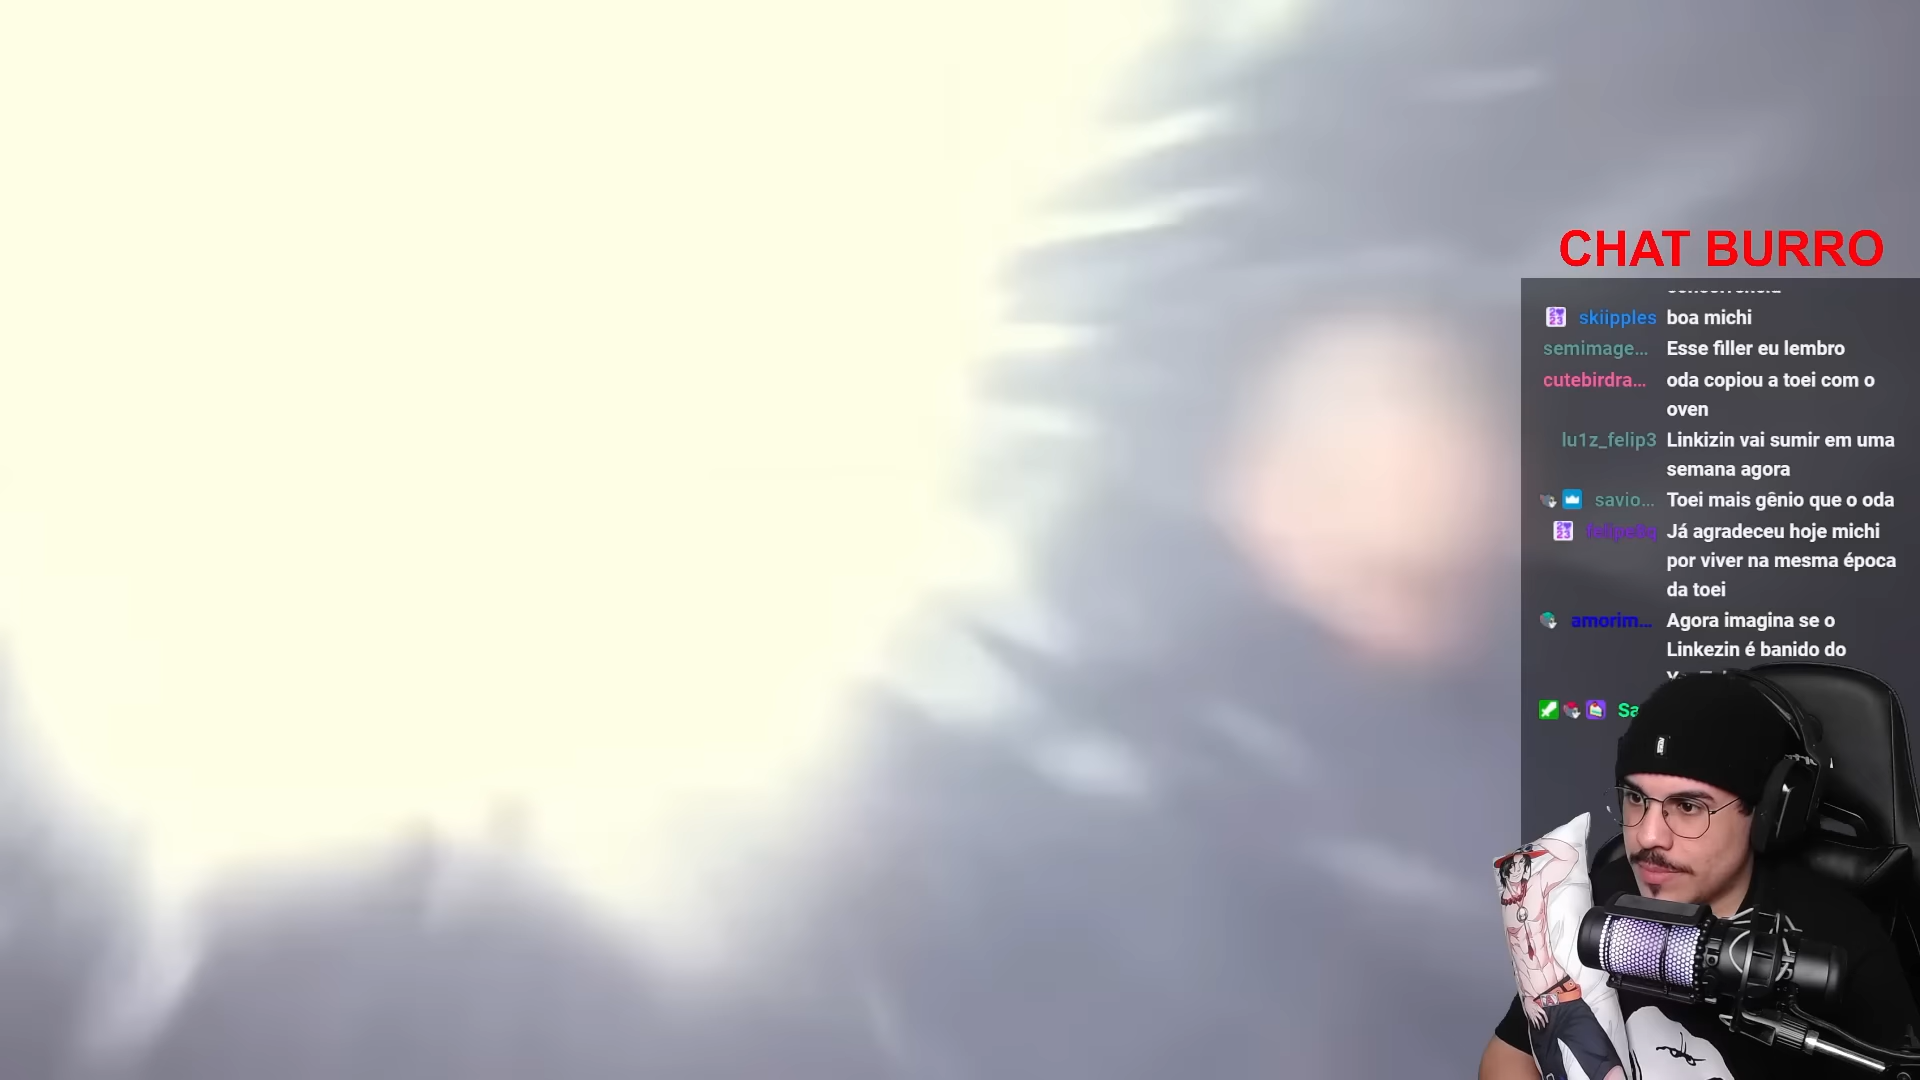 CHAT BURRO
skiipples boa michi
semimage... Esse filler eu lembro
cutebirdra... oda copiou a toei com o
oven
lu1z_felip3 Linkizin vai sumir em uma
semana agora
savio... Toei mais gênio que o oda
Já agradeceu hoje michi
por viver na mesma época
da toei
amorim... Agora imagina se o
Linkezin é banido do
Sa